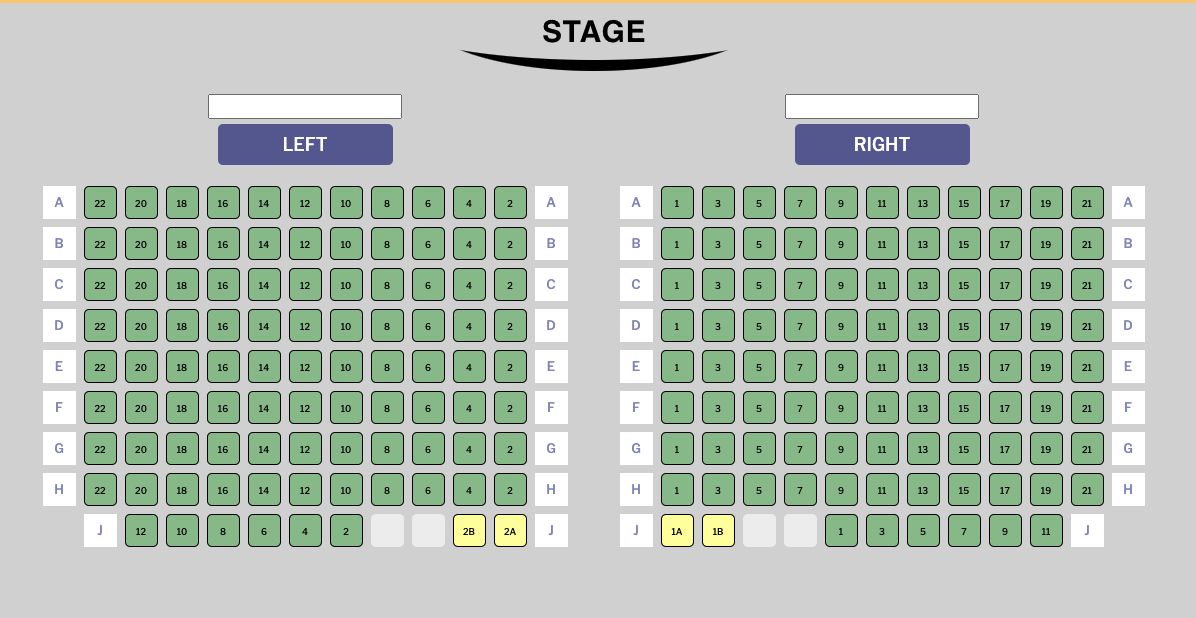 STAGE
LEFT RIGHT
A 22 20 18 16 14 12 10 8 6 4 2 A A 1 3 5 7 9 11 13 15 17 19 21 A
B 22 20 18 16 14 12 10 8 6 4 2 B B 1 3 5 7 9 11 13 15 17 19 21 B
C 22 20 18 16 14 12 10 8 6 4 2 C C 1 3 5 7 9 11 13 15 17 19 21 C
D 22 20 18 16 14 12 10 8 6 4 2 D D 1 3 5 7 9 11 13 15 17 19 21 D
E 22 20 18 16 14 12 10 8 6 4 2 E E 1 3 5 7 9 11 13 15 17 19 21 E
F 22 20 18 16 14 12 10 8 6 4 2 F F 1 3 5 7 9 11 13 15 17 19 21 F
G 22 20 18 16 14 12 10 8 6 4 2 G G 1 3 5 7 9 11 13 15 17 19 21 G
H 22 20 18 16 14 12 10 8 6 4 2 H H 1 3 5 7 9 11 13 15 17 19 21 H
J 12 10 8 6 4 2 2B 2A J J 1A 1B 1 3 5 7 9 11 J